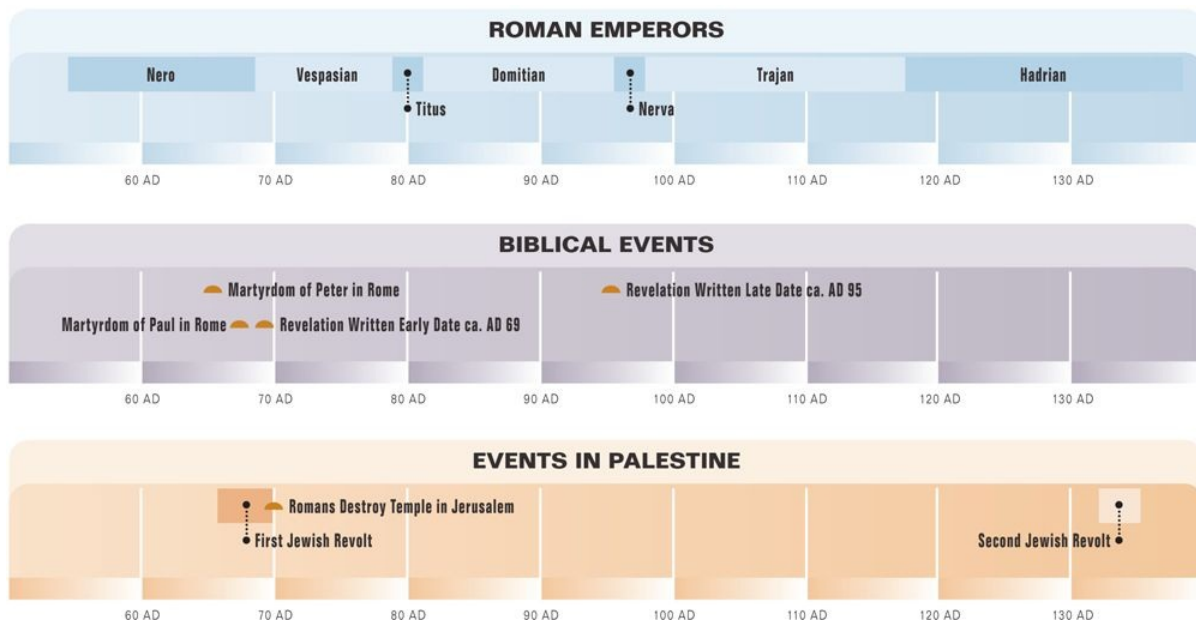 ROMAN EMPERORS
Nero Vespasian Domitian Trajan Hadrian
Titus Nerva
60 AD 70 AD 80 AD 90 AD 100 AD 110 AD 120 AD 130 AD
BIBLICAL EVENTS
Martyrdom of Peter in Rome Revelation Written Late Date ca. AD 95
Martyrdom of Paul in Rome Revelation Written Early Date ca. AD 69
60 AD 70 AD 80 AD 90 AD 100 AD 110 AD 120 AD 130 AD
EVENTS IN PALESTINE
Romans Destroy Temple in Jerusalem
First Jewish Revolt Second Jewish Revolt
60 AD 70 AD 80 AD 90 AD 100 AD 110 AD 120 AD 130 AD